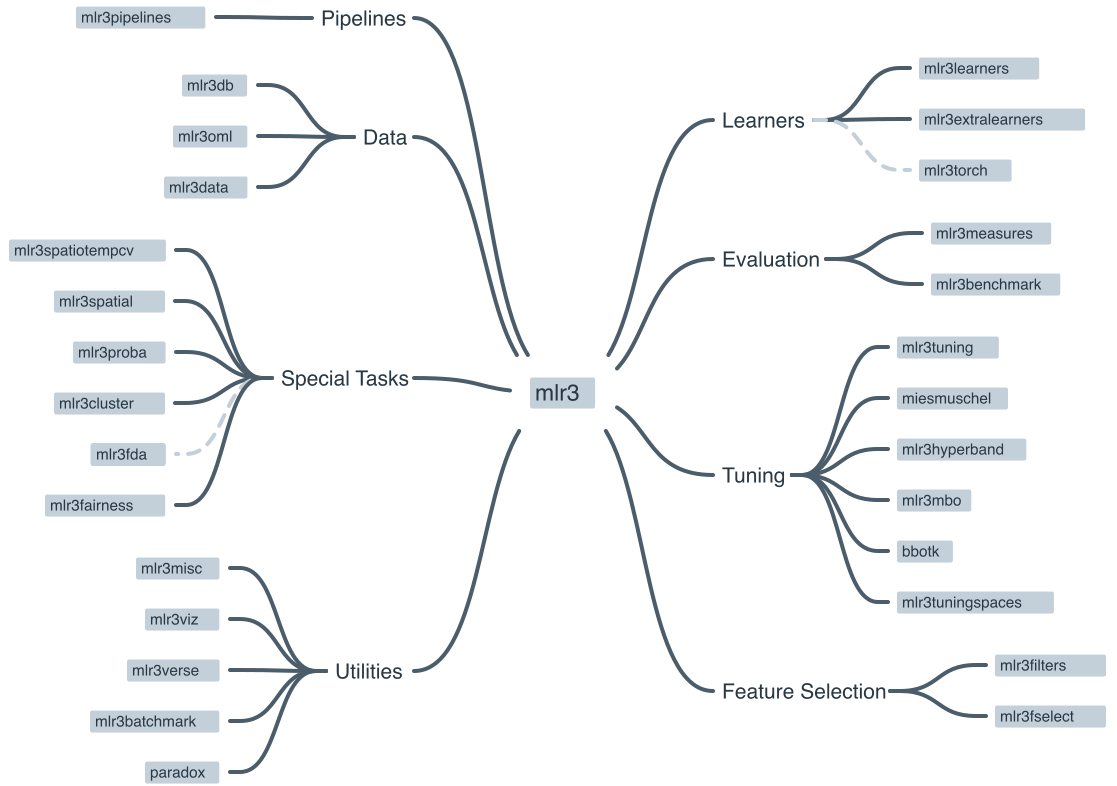 mlr3pipelines
Pipelines
mlr3db
mlr3oml
mlr3data
Data
mlr3spatiotempcv
mlr3spatial
mlr3proba
mlr3cluster
mlr3fda
mlr3fairness
Special Tasks
mlr3misc
mlr3viz
mlr3verse
mlr3batchmark
paradox
Utilities
mlr3
Learners
mlr3learners
mlr3extralearners
mlr3torch
Evaluation
mlr3measures
mlr3benchmark
Tuning
mlr3tuning
miesmuschel
mlr3hyperband
mlr3mbo
bbotk
mlr3tuningspaces
Feature Selection
mlr3filters
mlr3fselect